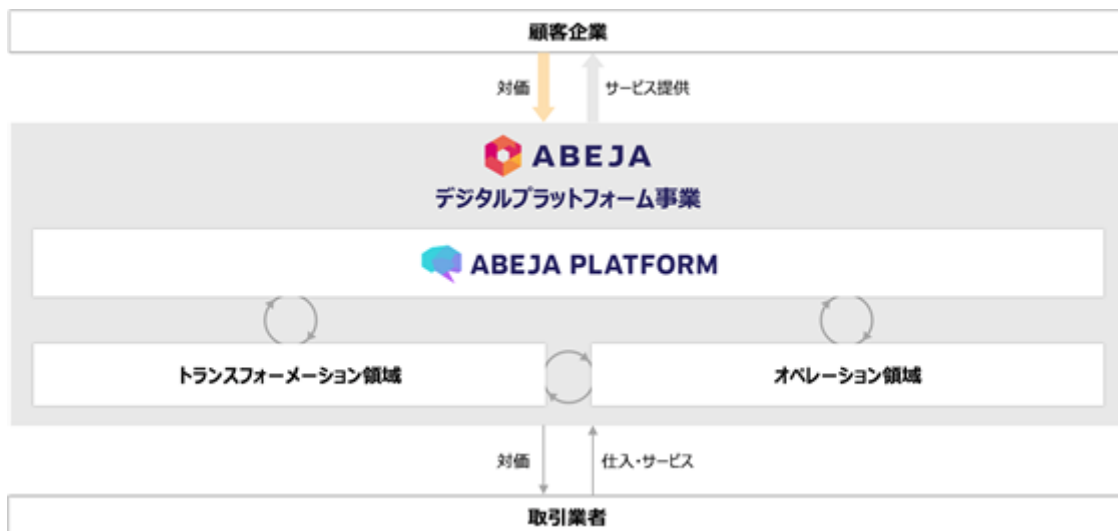 顧客企業
対価
サービス提供
ABEJA
デジタルプラットフォーム事業
ABEJA PLATFORM
トランスフォーメーション領域
オペレーション領域
対価
仕入・サービス
取引業者